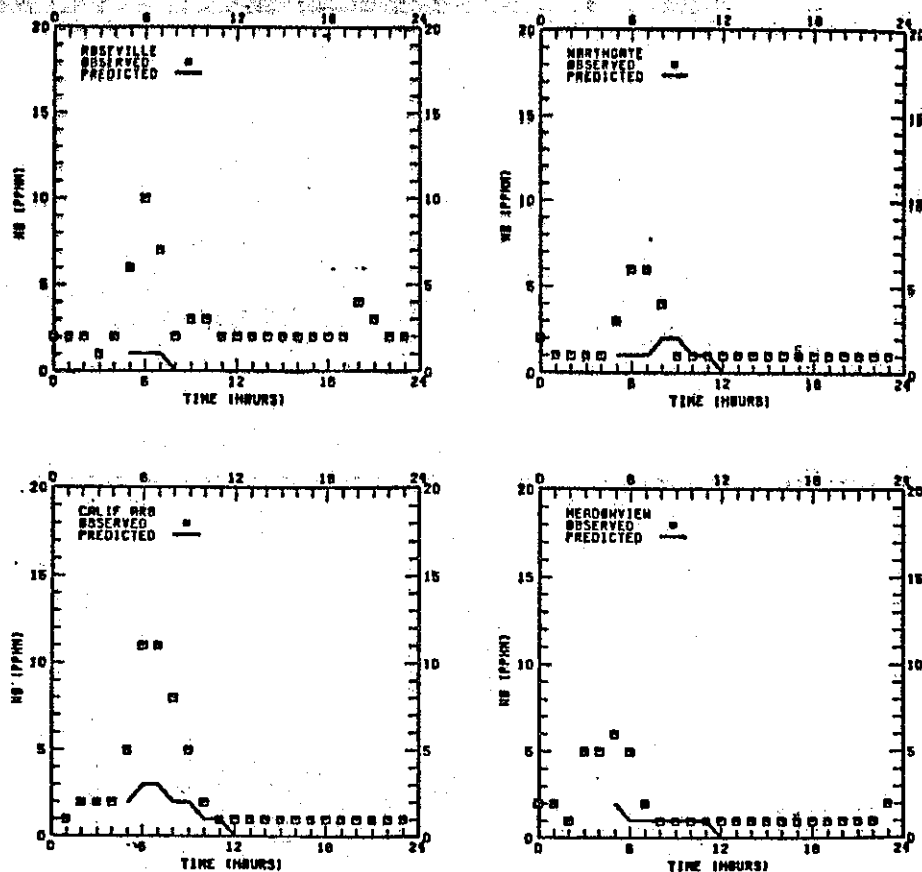 0 6 12 18 24
20 20
ROSEVILLE
OBSERVED
PREDICTED
15 15
NO (PPHM)
10 10
5 5
0 0
0 6 12 18 24
TIME (HOURS)
0 6 12 18 24
20 20
NORTHGATE
OBSERVED
PREDICTED
15 15
NO (PPHM)
10 10
5 5
0 0
0 6 12 18 24
TIME (HOURS)
0 6 12 18 24
20 20
CALIF ARB
OBSERVED
PREDICTED
15 15
NO (PPHM)
10 10
5 5
0 0
0 6 12 18 24
TIME (HOURS)
0 6 12 18 24
20 20
MEADOWVIEW
OBSERVED
PREDICTED
15 15
NO (PPHM)
10 10
5 5
0 0
0 6 12 18 24
TIME (HOURS)